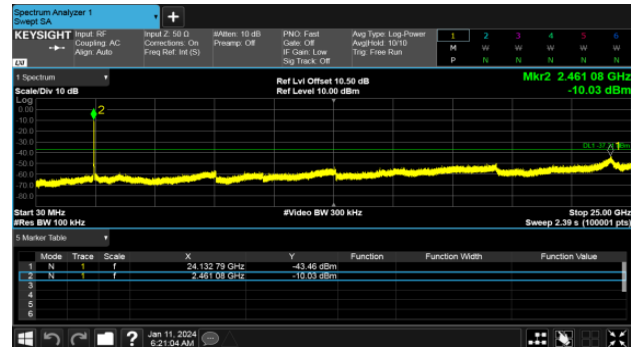 Spectrum Analyzer 1
Swept SA
+
KEYSIGHT Input: RF Input Z: 50 Ω #Atten: 10 dB PNO: Fast Avg Type: Log-Power 1 2 3 4 5 6
Coupling: AC Corrections: On Preamp: Off Gate: Off Avg|Hold: 10/10 M W W W W W
Align: Auto Freq Ref: Int (S) IF Gain: Low Trig: Free Run
Sig Track: Off P N N N N N
LXI
1 Spectrum Ref Lvl Offset 10.50 dB Mkr2 2.461 08 GHz
Scale/Div 10 dB Ref Level 10.00 dBm -10.03 dBm
Log
0.00
-10.0
-20.0
-30.0
-40.0
-50.0
-60.0
-70.0
-80.0
2
1
Start 30 MHz #Video BW 300 kHz Stop 25.00 GHz
#Res BW 100 kHz Sweep 2.39 s (100001 pts)
5 Marker Table
Mode Trace Scale X Y Function Function Width Function Value
1 N 1 f 24.132 79 GHz -43.46 dBm
2 N 1 f 2.461 08 GHz -10.03 dBm
3
4
5
6
? Jan 11, 2024
6:21:04 AM